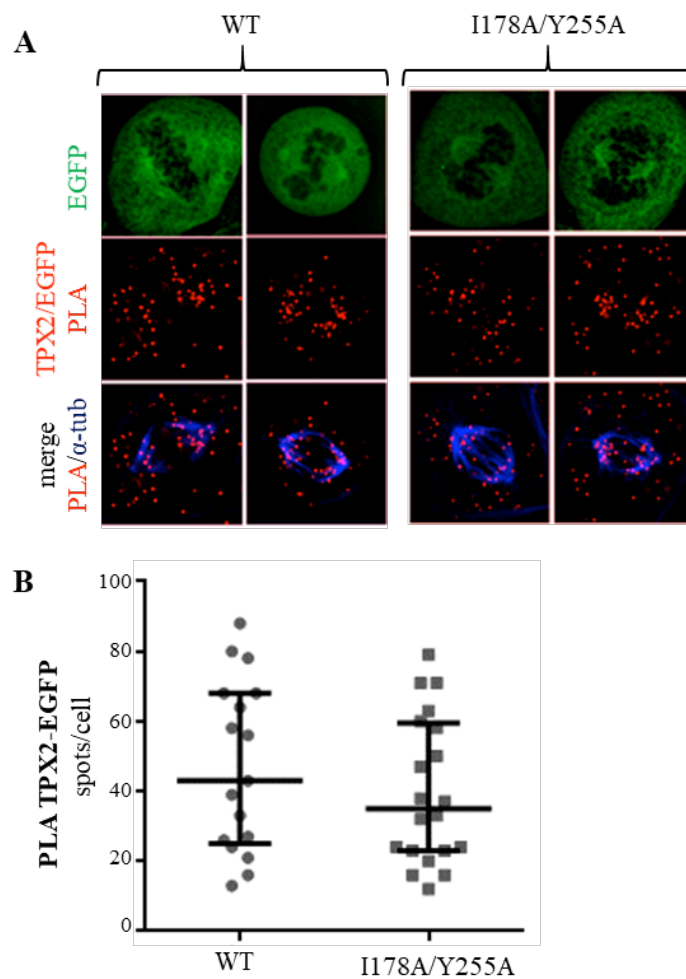 A
WT
I178A/Y255A
EGFP
TPX2/EGFP
PLA
merge
PLA/α-tub
B
PLA TPX2-EGFP
spots/cell
100
80
60
40
20
0
WT
I178A/Y255A